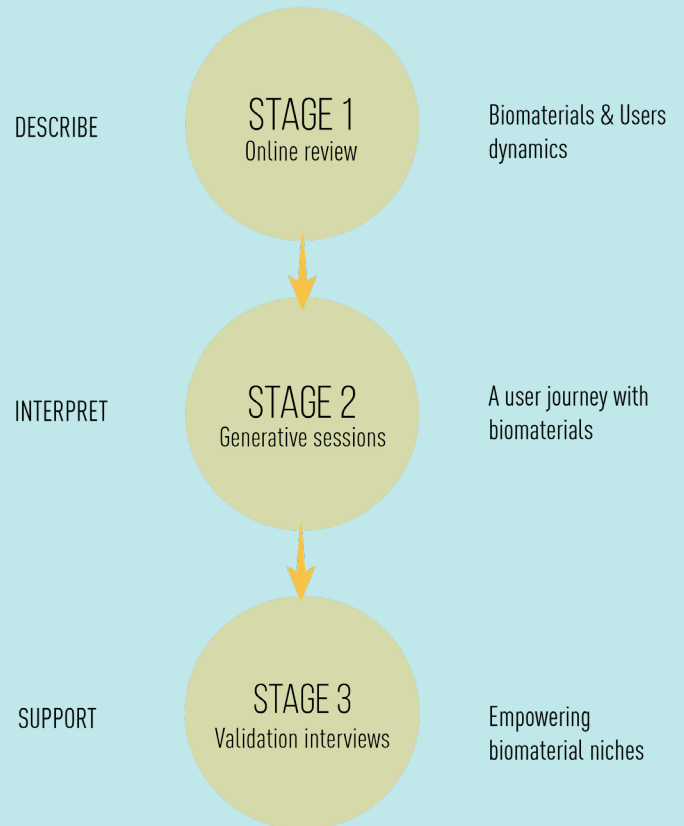 DESCRIBE
STAGE 1
Online review
Biomaterials & Users
dynamics
INTERPRET
STAGE 2
Generative sessions
A user journey with
biomaterials
SUPPORT
STAGE 3
Validation interviews
Empowering
biomaterial niches